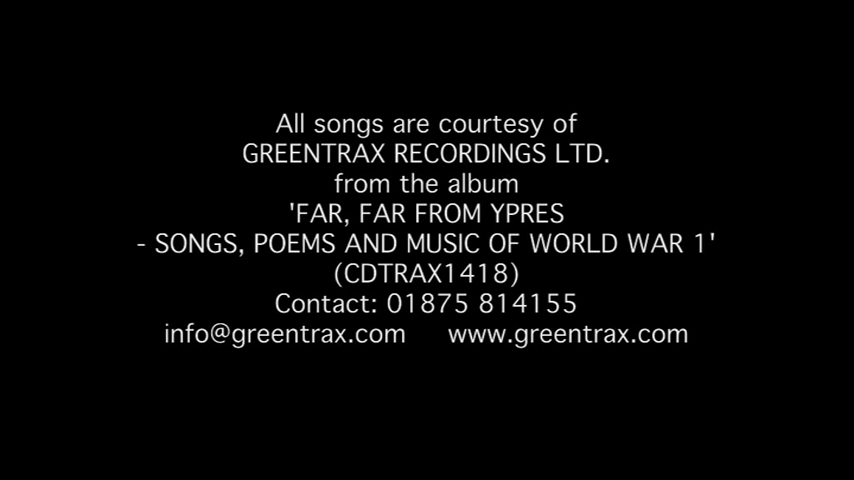 All songs are courtesy of
GREENTRAX RECORDINGS LTD.
from the album
'FAR, FAR FROM YPRES
- SONGS, POEMS AND MUSIC OF WORLD WAR 1'
(CDTRAX1418)
Contact: 01875 814155
info@greentrax.com www.greentrax.com